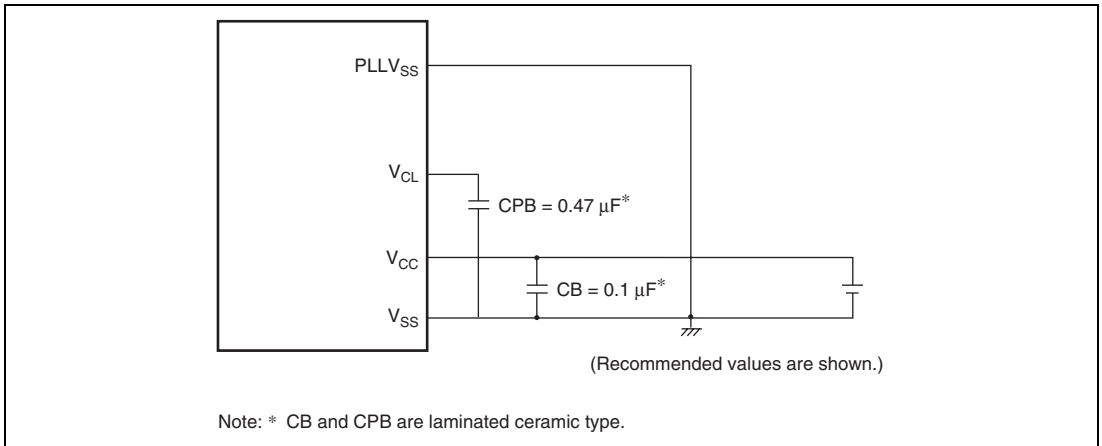 PLLVSS
VCL
CPB = 0.47 μF*
VCC
CB = 0.1 μF*
VSS
(Recommended values are shown.)
Note: * CB and CPB are laminated ceramic type.